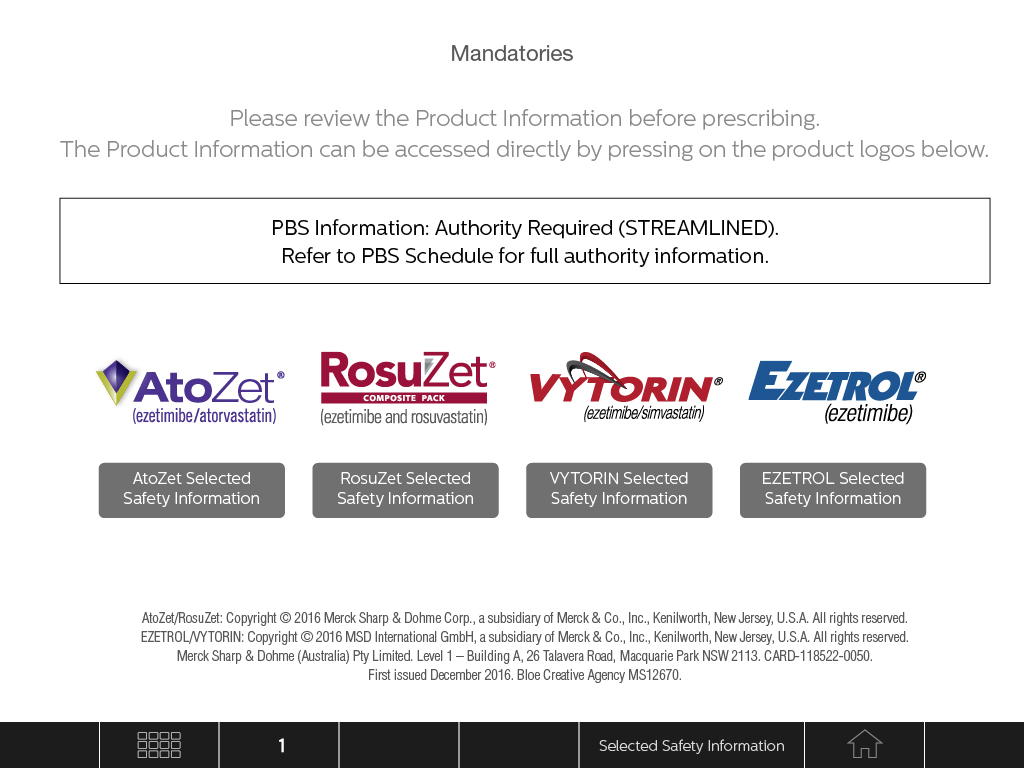 Mandatories
Please review the Product Information before prescribing.
The Product Information can be accessed directly by pressing on the product logos below.
PBS Information: Authority Required (STREAMLINED).
Refer to PBS Schedule for full authority information.
AtoZet®
(ezetimibe/atorvastatin)
RosuZet®
COMPOSITE PACK
(ezetimibe and rosuvastatin)
VYTORIN®
(ezetimibe/simvastatin)
EZETROL®
(ezetimibe)
AtoZet Selected
Safety Information
RosuZet Selected
Safety Information
VYTORIN Selected
Safety Information
EZETROL Selected
Safety Information
AtoZet/RosuZet: Copyright © 2016 Merck Sharp & Dohme Corp., a subsidiary of Merck & Co., Inc., Kenilworth, New Jersey, U.S.A. All rights reserved.
EZETROL/VYTORIN: Copyright © 2016 MSD International GmbH, a subsidiary of Merck & Co., Inc., Kenilworth, New Jersey, U.S.A. All rights reserved.
Merck Sharp & Dohme (Australia) Pty Limited. Level 1 – Building A, 26 Talavera Road, Macquarie Park NSW 2113. CARD-118522-0050.
First issued December 2016. Bloe Creative Agency MS12670.
1
Selected Safety Information